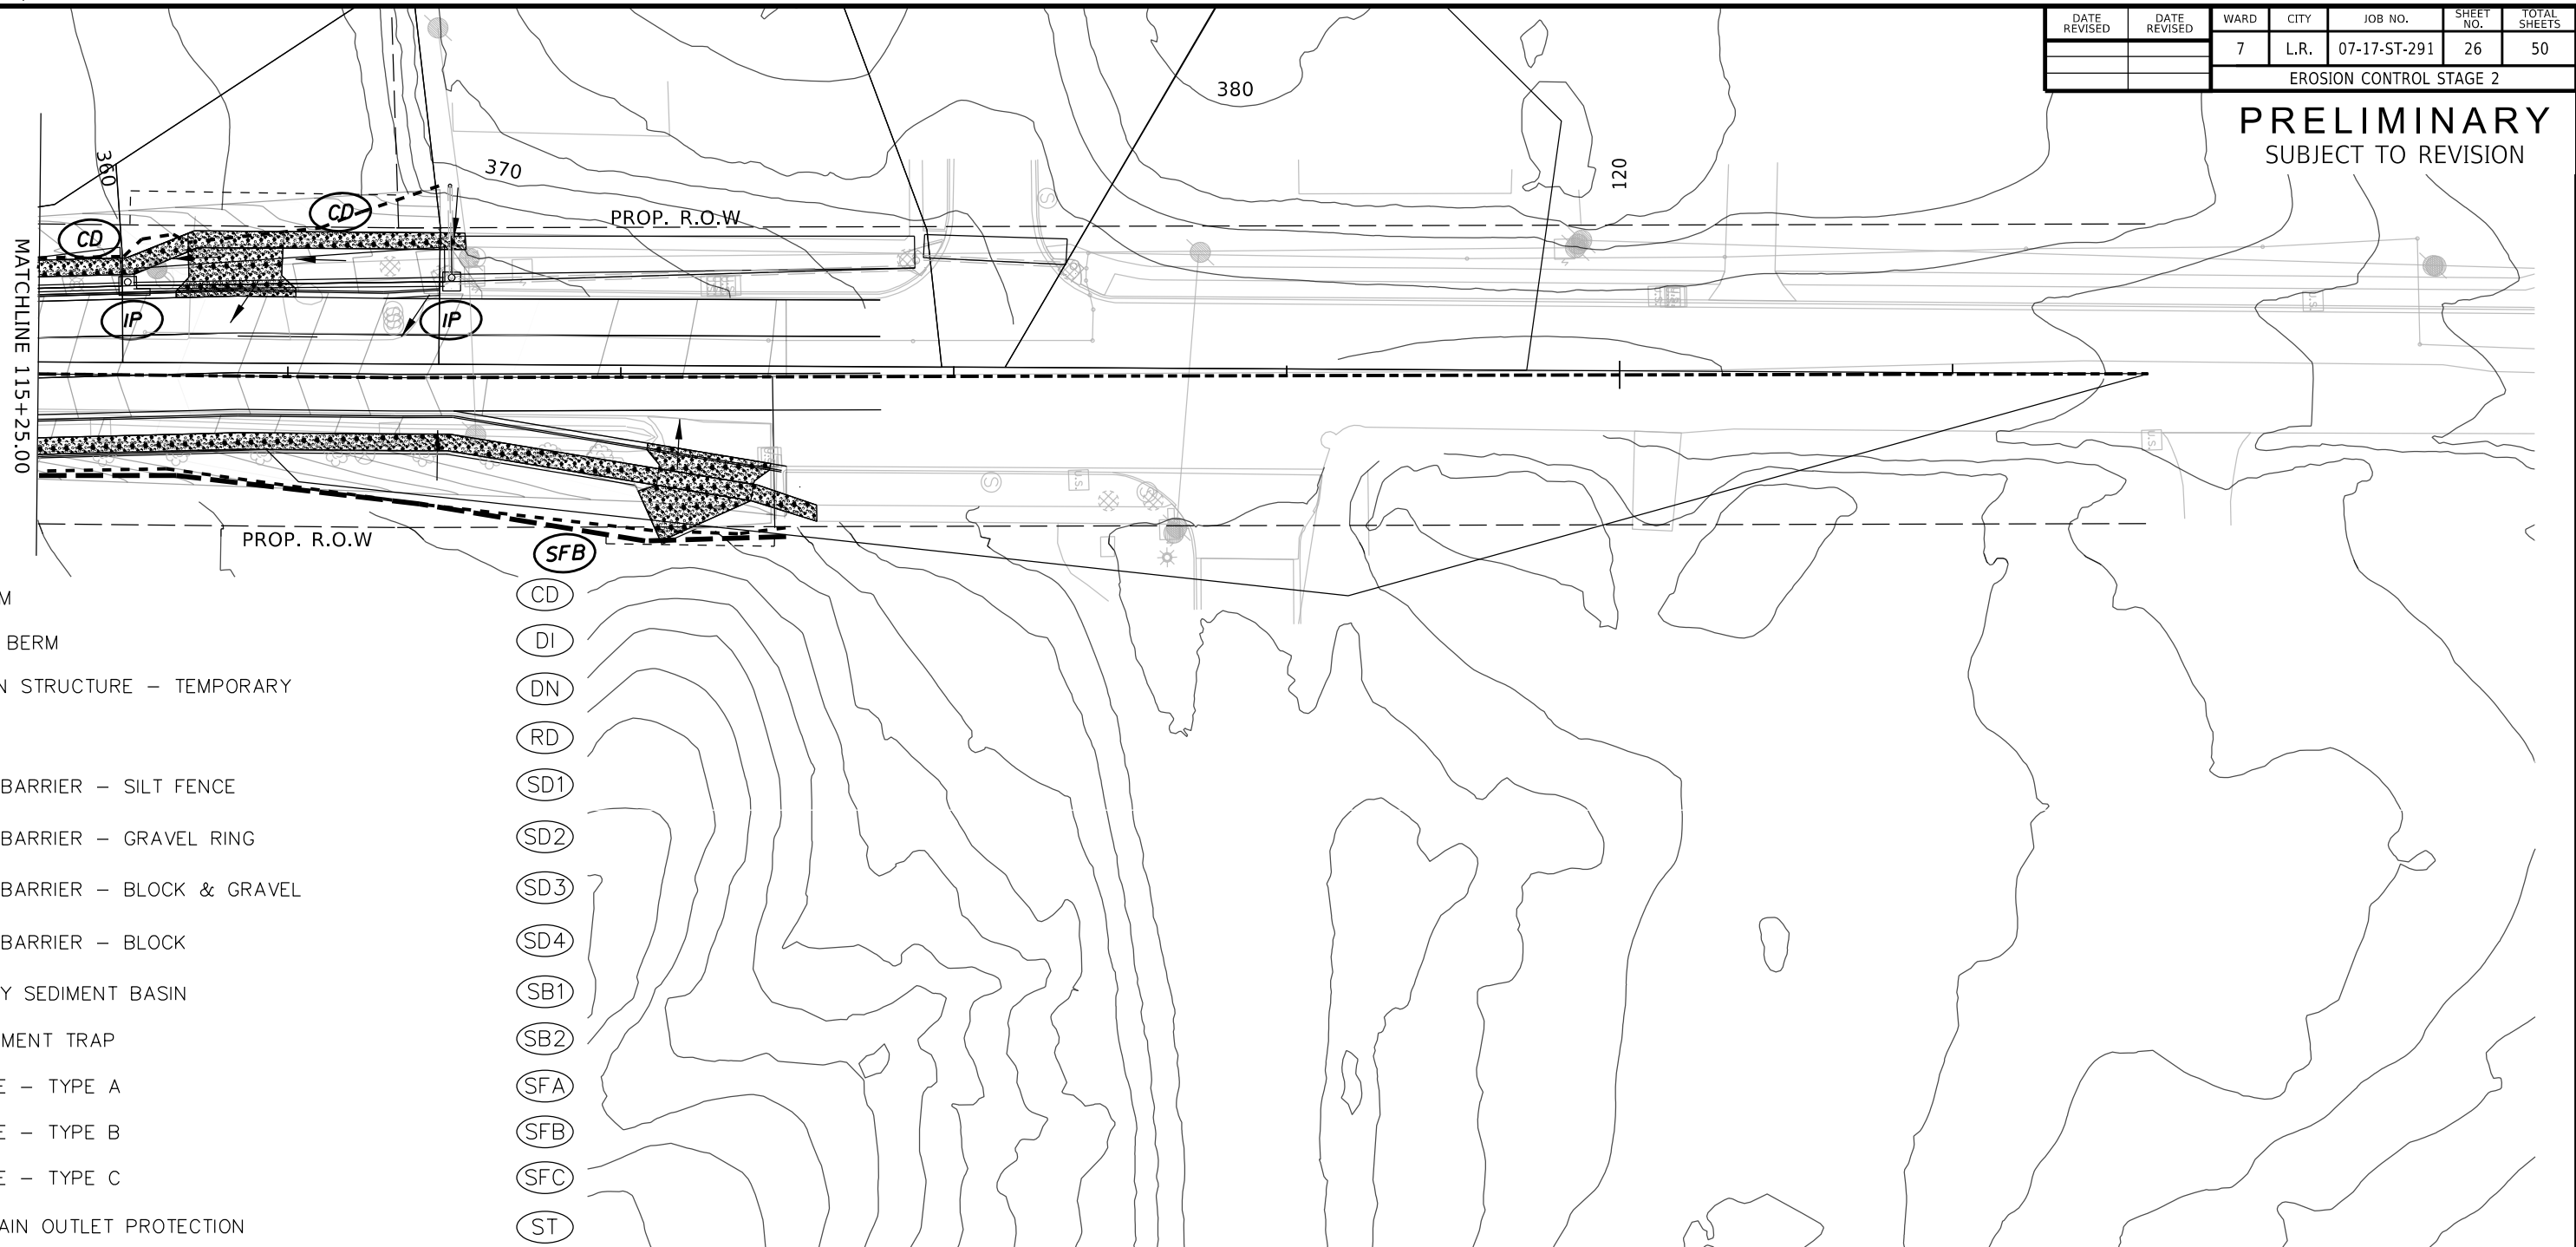 DATE REVISED
DATE REVISED
WARD
CITY
JOB NO.
SHEET NO.
TOTAL SHEETS
7
L.R.
07-17-ST-291
26
50
EROSION CONTROL STAGE 2
PRELIMINARY
SUBJECT TO REVISION
380
360
370
120
CD
CD
PROP. R.O.W
MATCHLINE 115+25.00
IP
IP
PROP. R.O.W
SFB
M CD
BERM DI
N STRUCTURE – TEMPORARY DN
RD
BARRIER – SILT FENCE SD1
BARRIER – GRAVEL RING SD2
BARRIER – BLOCK & GRAVEL SD3
BARRIER – BLOCK SD4
Y SEDIMENT BASIN SB1
MENT TRAP SB2
E – TYPE A SFA
E – TYPE B SFB
E – TYPE C SFC
AIN OUTLET PROTECTION ST
S
S
S
U.S.
U.S.
U.S.